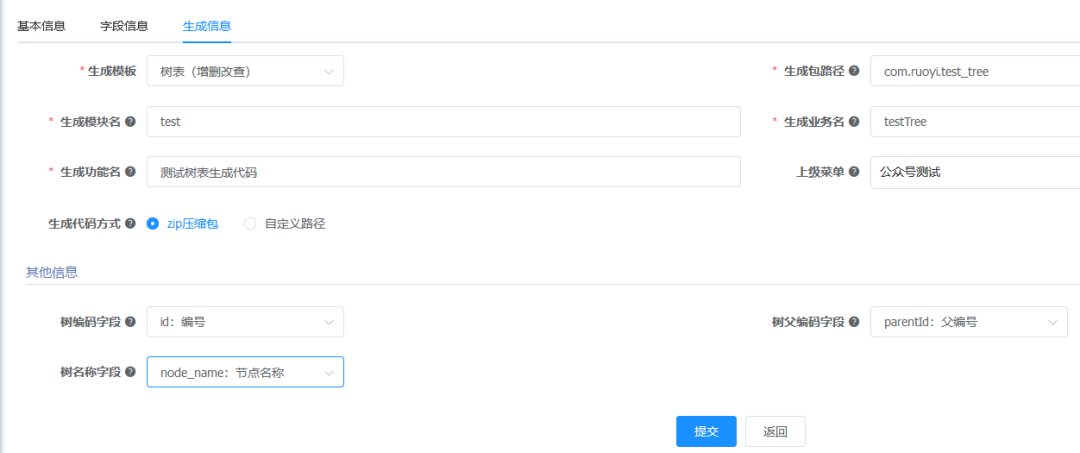 基本信息 字段信息 生成信息
* 生成模板 树表（增删改查） * 生成包路径 com.ruoyi.test_tree
* 生成模块名 test * 生成业务名 testTree
* 生成功能名 测试树表生成代码 上级菜单 公众号测试
生成代码方式 zip压缩包 自定义路径
其他信息
树编码字段 id：编号 树父编码字段 parentId：父编号
树名称字段 node_name：节点名称
提交 返回